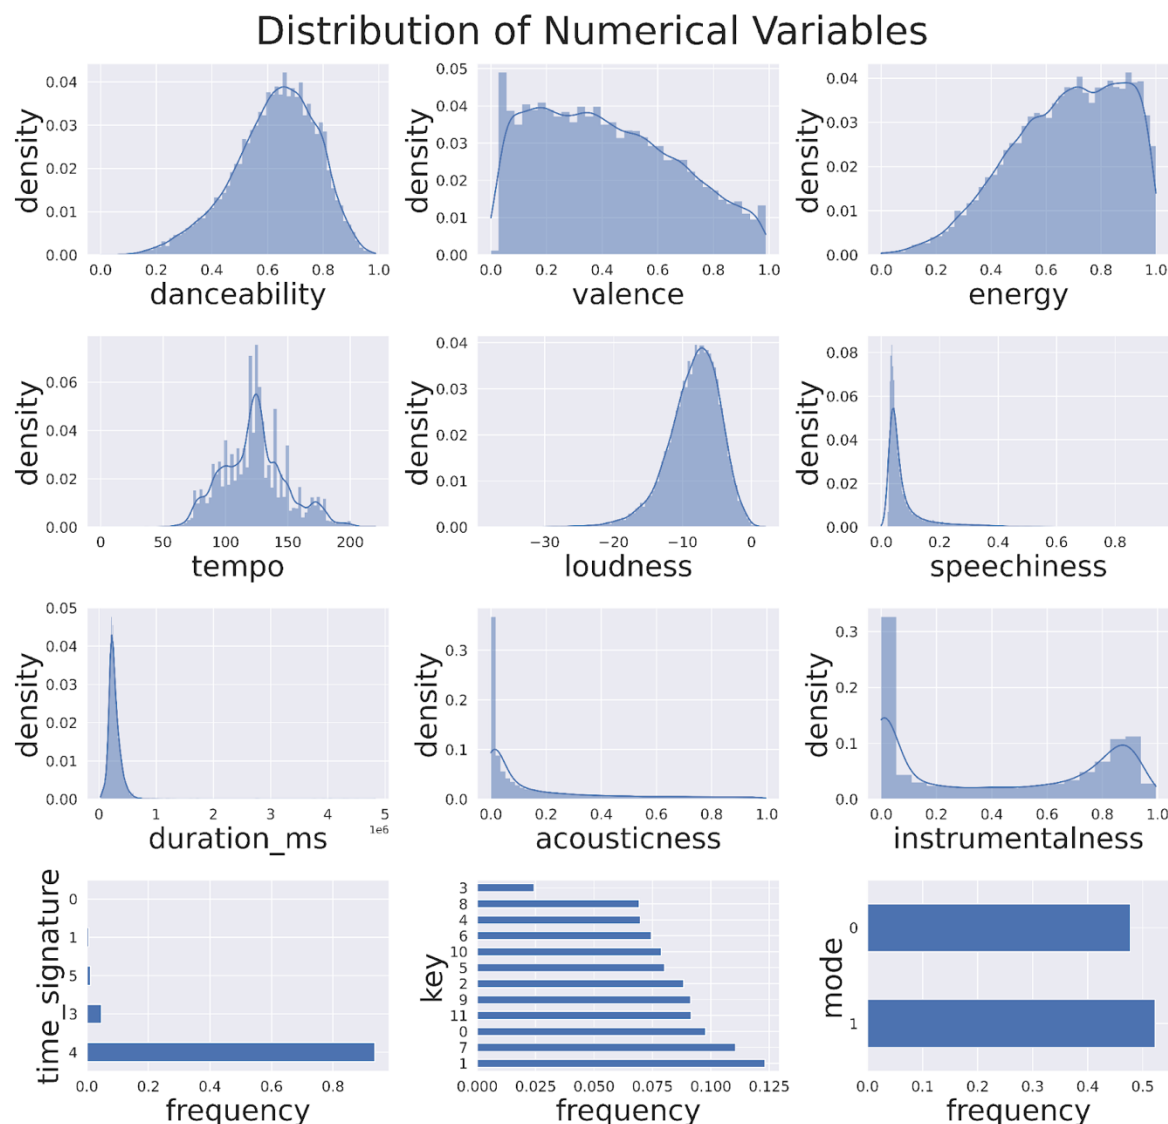 Distribution of Numerical Variables
density
0.04
0.03
0.02
0.01
0.00
0.0 0.2 0.4 0.6 0.8 1.0
danceability
density
0.05
0.04
0.03
0.02
0.01
0.00
0.0 0.2 0.4 0.6 0.8 1.0
valence
density
0.04
0.03
0.02
0.01
0.00
0.0 0.2 0.4 0.6 0.8 1.0
energy
density
0.06
0.04
0.02
0.00
0 50 100 150 200
tempo
density
0.04
0.03
0.02
0.01
0.00
−30 −20 −10 0
loudness
density
0.08
0.06
0.04
0.02
0.00
0.0 0.2 0.4 0.6 0.8
speechiness
density
0.05
0.04
0.03
0.02
0.01
0.00
0 1 2 3 4 5
1e6
duration_ms
density
0.3
0.2
0.1
0.0
0.0 0.2 0.4 0.6 0.8 1.0
acousticness
density
0.3
0.2
0.1
0.0
0.0 0.2 0.4 0.6 0.8 1.0
instrumentalness
time_signature
0
1
5
3
4
0.0 0.2 0.4 0.6 0.8
frequency
key
3
8
4
6
10
5
2
9
11
0
7
1
0.000 0.025 0.050 0.075 0.100 0.125
frequency
mode
0
1
0.0 0.1 0.2 0.3 0.4 0.5
frequency